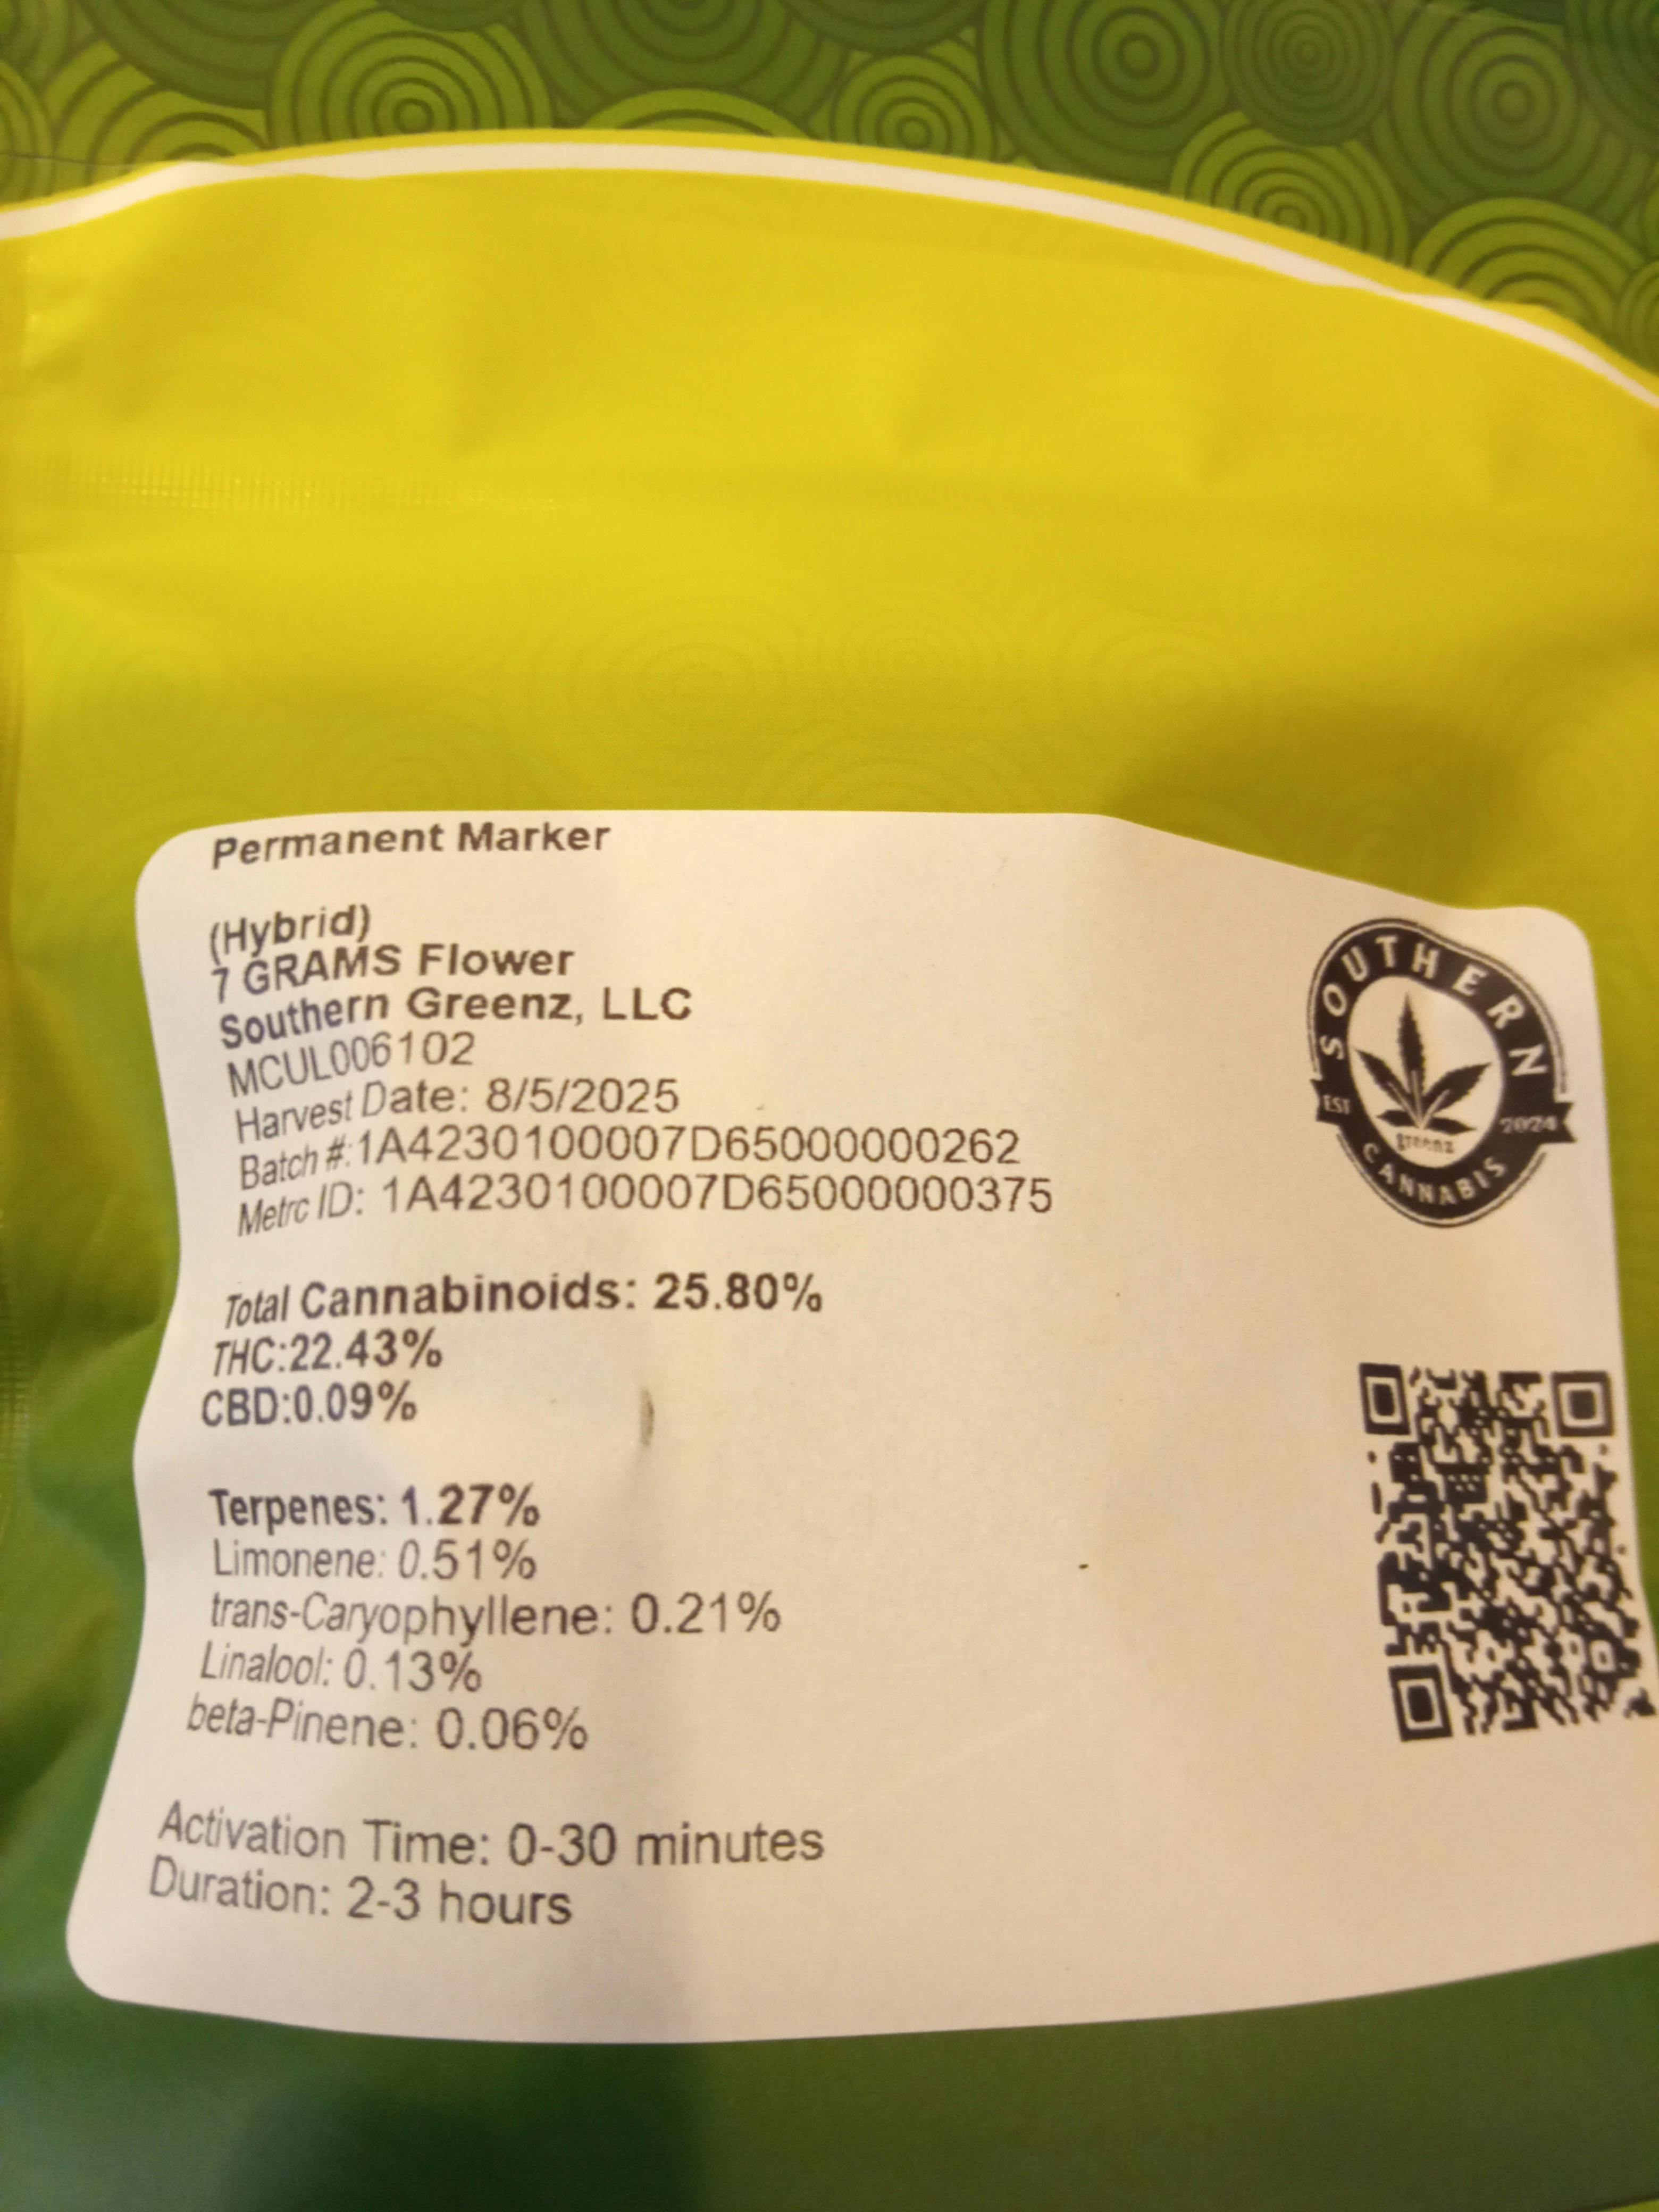 Permanent Marker
(Hybrid)
7 GRAMS Flower
Southern Greenz, LLC
MCUL006102
Harvest Date: 8/5/2025
Batch #:1A4230100007D65000000262
Metrc ID: 1A4230100007D65000000375
Total Cannabinoids: 25.80%
THC:22.43%
CBD:0.09%
Terpenes: 1.27%
Limonene: 0.51%
trans-Caryophyllene: 0.21%
Linalool: 0.13%
beta-Pinene: 0.06%
Activation Time: 0-30 minutes
Duration: 2-3 hours
SOUTHERN
EST 2024
greenz
CANNABIS